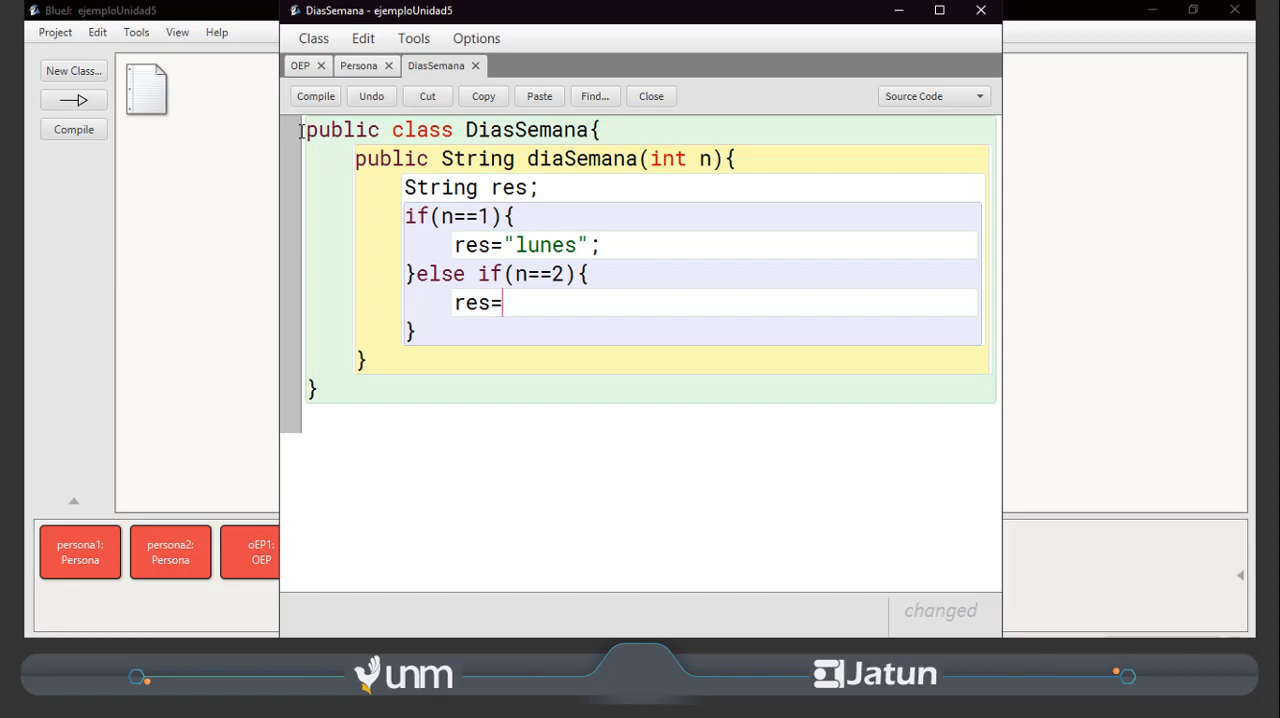 BlueJ: ejemploUnidad5
Project Edit Tools View Help
New Class...
Compile
DiasSemana - ejemploUnidad5
Class Edit Tools Options
OEP Persona DiasSemana
Compile Undo Cut Copy Paste Find... Close Source Code
public class DiasSemana{
public String diaSemana(int n){
String res;
if(n==1){
res="lunes";
}else if(n==2){
res=
}
}
}
persona1:
Persona
persona2:
Persona
oEP1:
OEP
changed
unm
Jatun